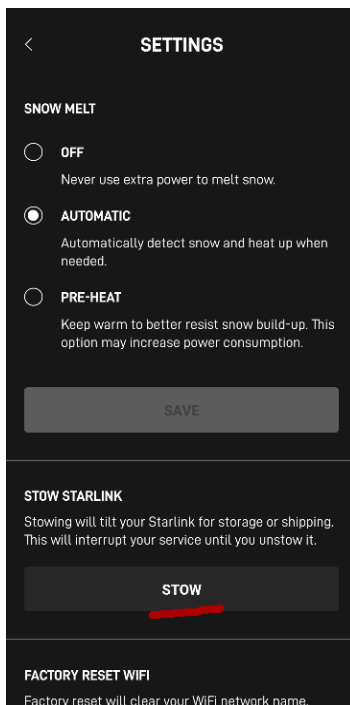 SETTINGS
SNOW MELT
OFF
Never use extra power to melt snow.
AUTOMATIC
Automatically detect snow and heat up when
needed.
PRE-HEAT
Keep warm to better resist snow build-up. This
option may increase power consumption.
SAVE
STOW STARLINK
Stowing will tilt your Starlink for storage or shipping.
This will interrupt your service until you unstow it.
STOW
FACTORY RESET WIFI
Factory reset will clear your WiFi network name,